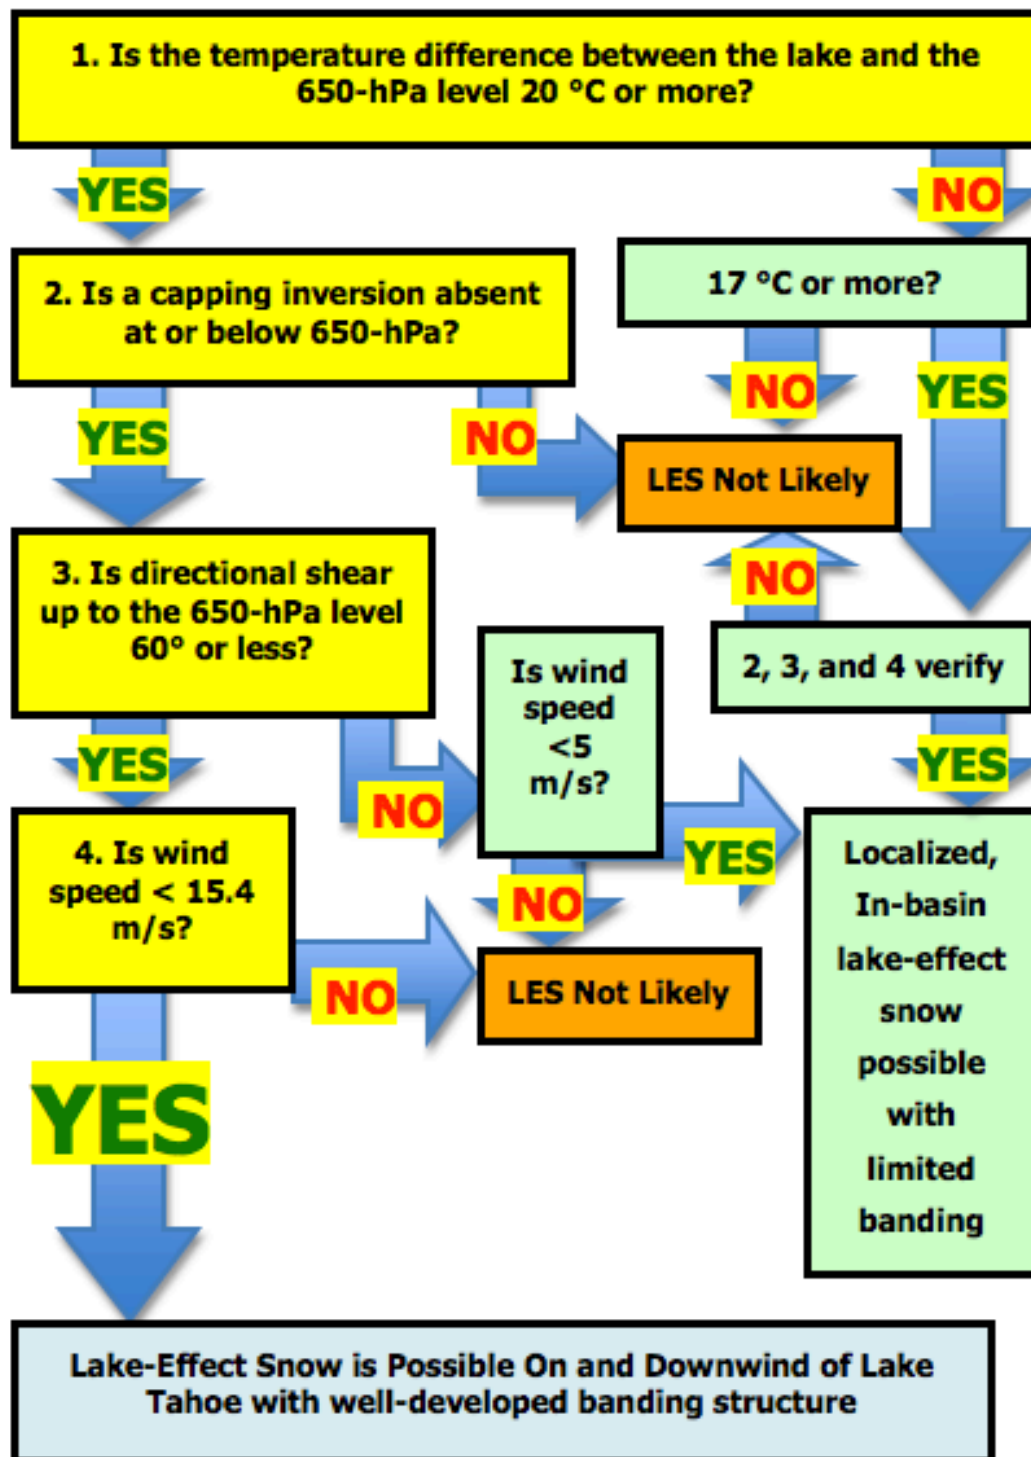 1. Is the temperature difference between the lake and the
650-hPa level 20 °C or more?
YES
NO
2. Is a capping inversion absent
at or below 650-hPa?
17 °C or more?
YES
NO
NO
YES
LES Not Likely
3. Is directional shear
up to the 650-hPa level
60° or less?
NO
Is wind
speed
<5
m/s?
2, 3, and 4 verify
YES
NO
YES
4. Is wind
speed < 15.4
m/s?
NO
YES
NO
LES Not Likely
Localized,
In-basin
lake-effect
snow
possible
with
limited
banding
YES
Lake-Effect Snow is Possible On and Downwind of Lake
Tahoe with well-developed banding structure